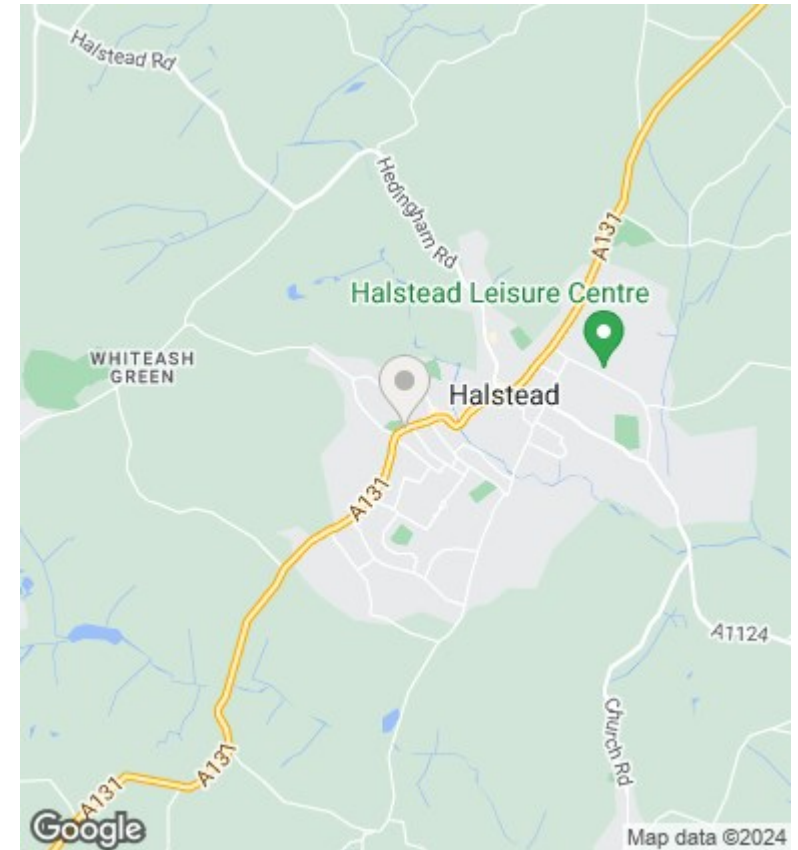 Halstead Rd
Hedingham Rd
A131
Halstead Leisure Centre
WHITEASH
GREEN
Halstead
A131
A1124
Church Rd
A131
A131
Google
Map data ©2024